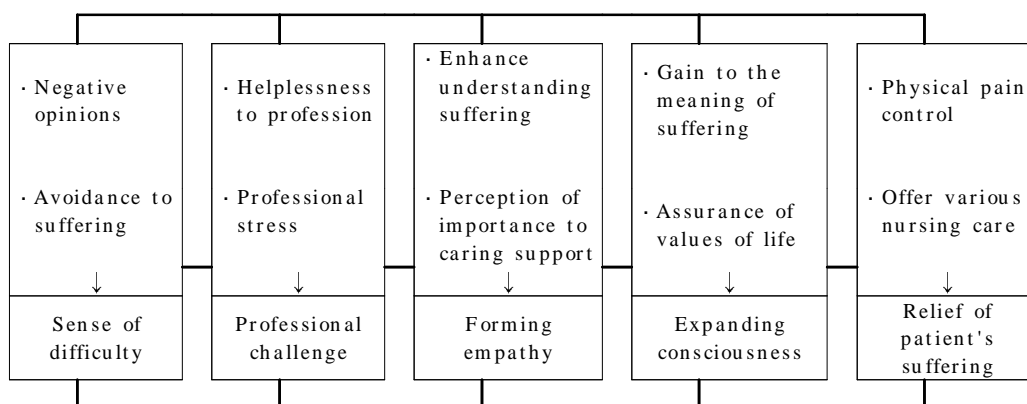 · Negative
opinions
· Avoidance to
suffering
↓
Sense of
difficulty
· Helplessness
to profession
· Professional
stress
↓
Professional
challenge
· Enhance
understanding
suffering
· Perception of
importance to
caring support
↓
Forming
empathy
· Gain to the
meaning of
suffering
· Assurance of
values of life
↓
Expanding
consciousness
· Physical pain
control
· Offer various
nursing care
↓
Relief of
patient's
suffering